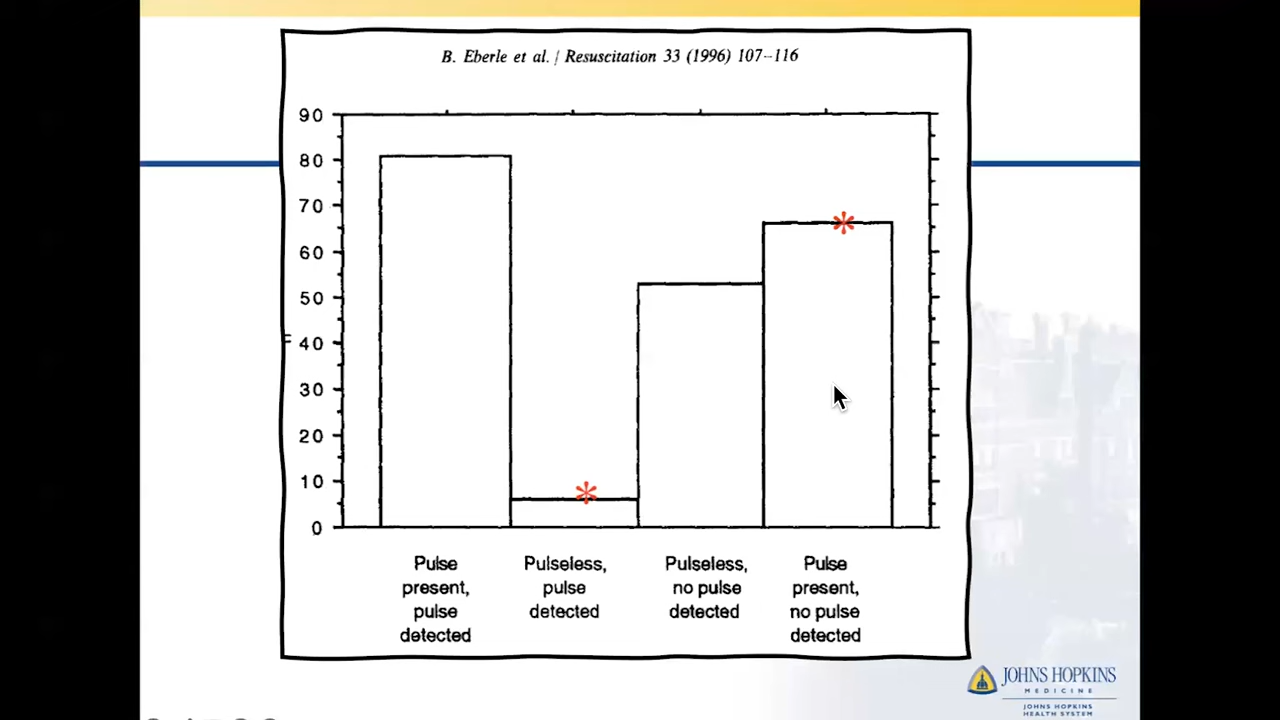 B. Eberle et al. / Resuscitation 33 (1996) 107–116
90
80
70
60
50
40
30
20
10
0
*
*
Pulse
present,
pulse
detected
Pulseless,
pulse
detected
Pulseless,
no pulse
detected
Pulse
present,
no pulse
detected
JOHNS HOPKINS
MEDICINE
JOHNS HOPKINS
HEALTH SYSTEM